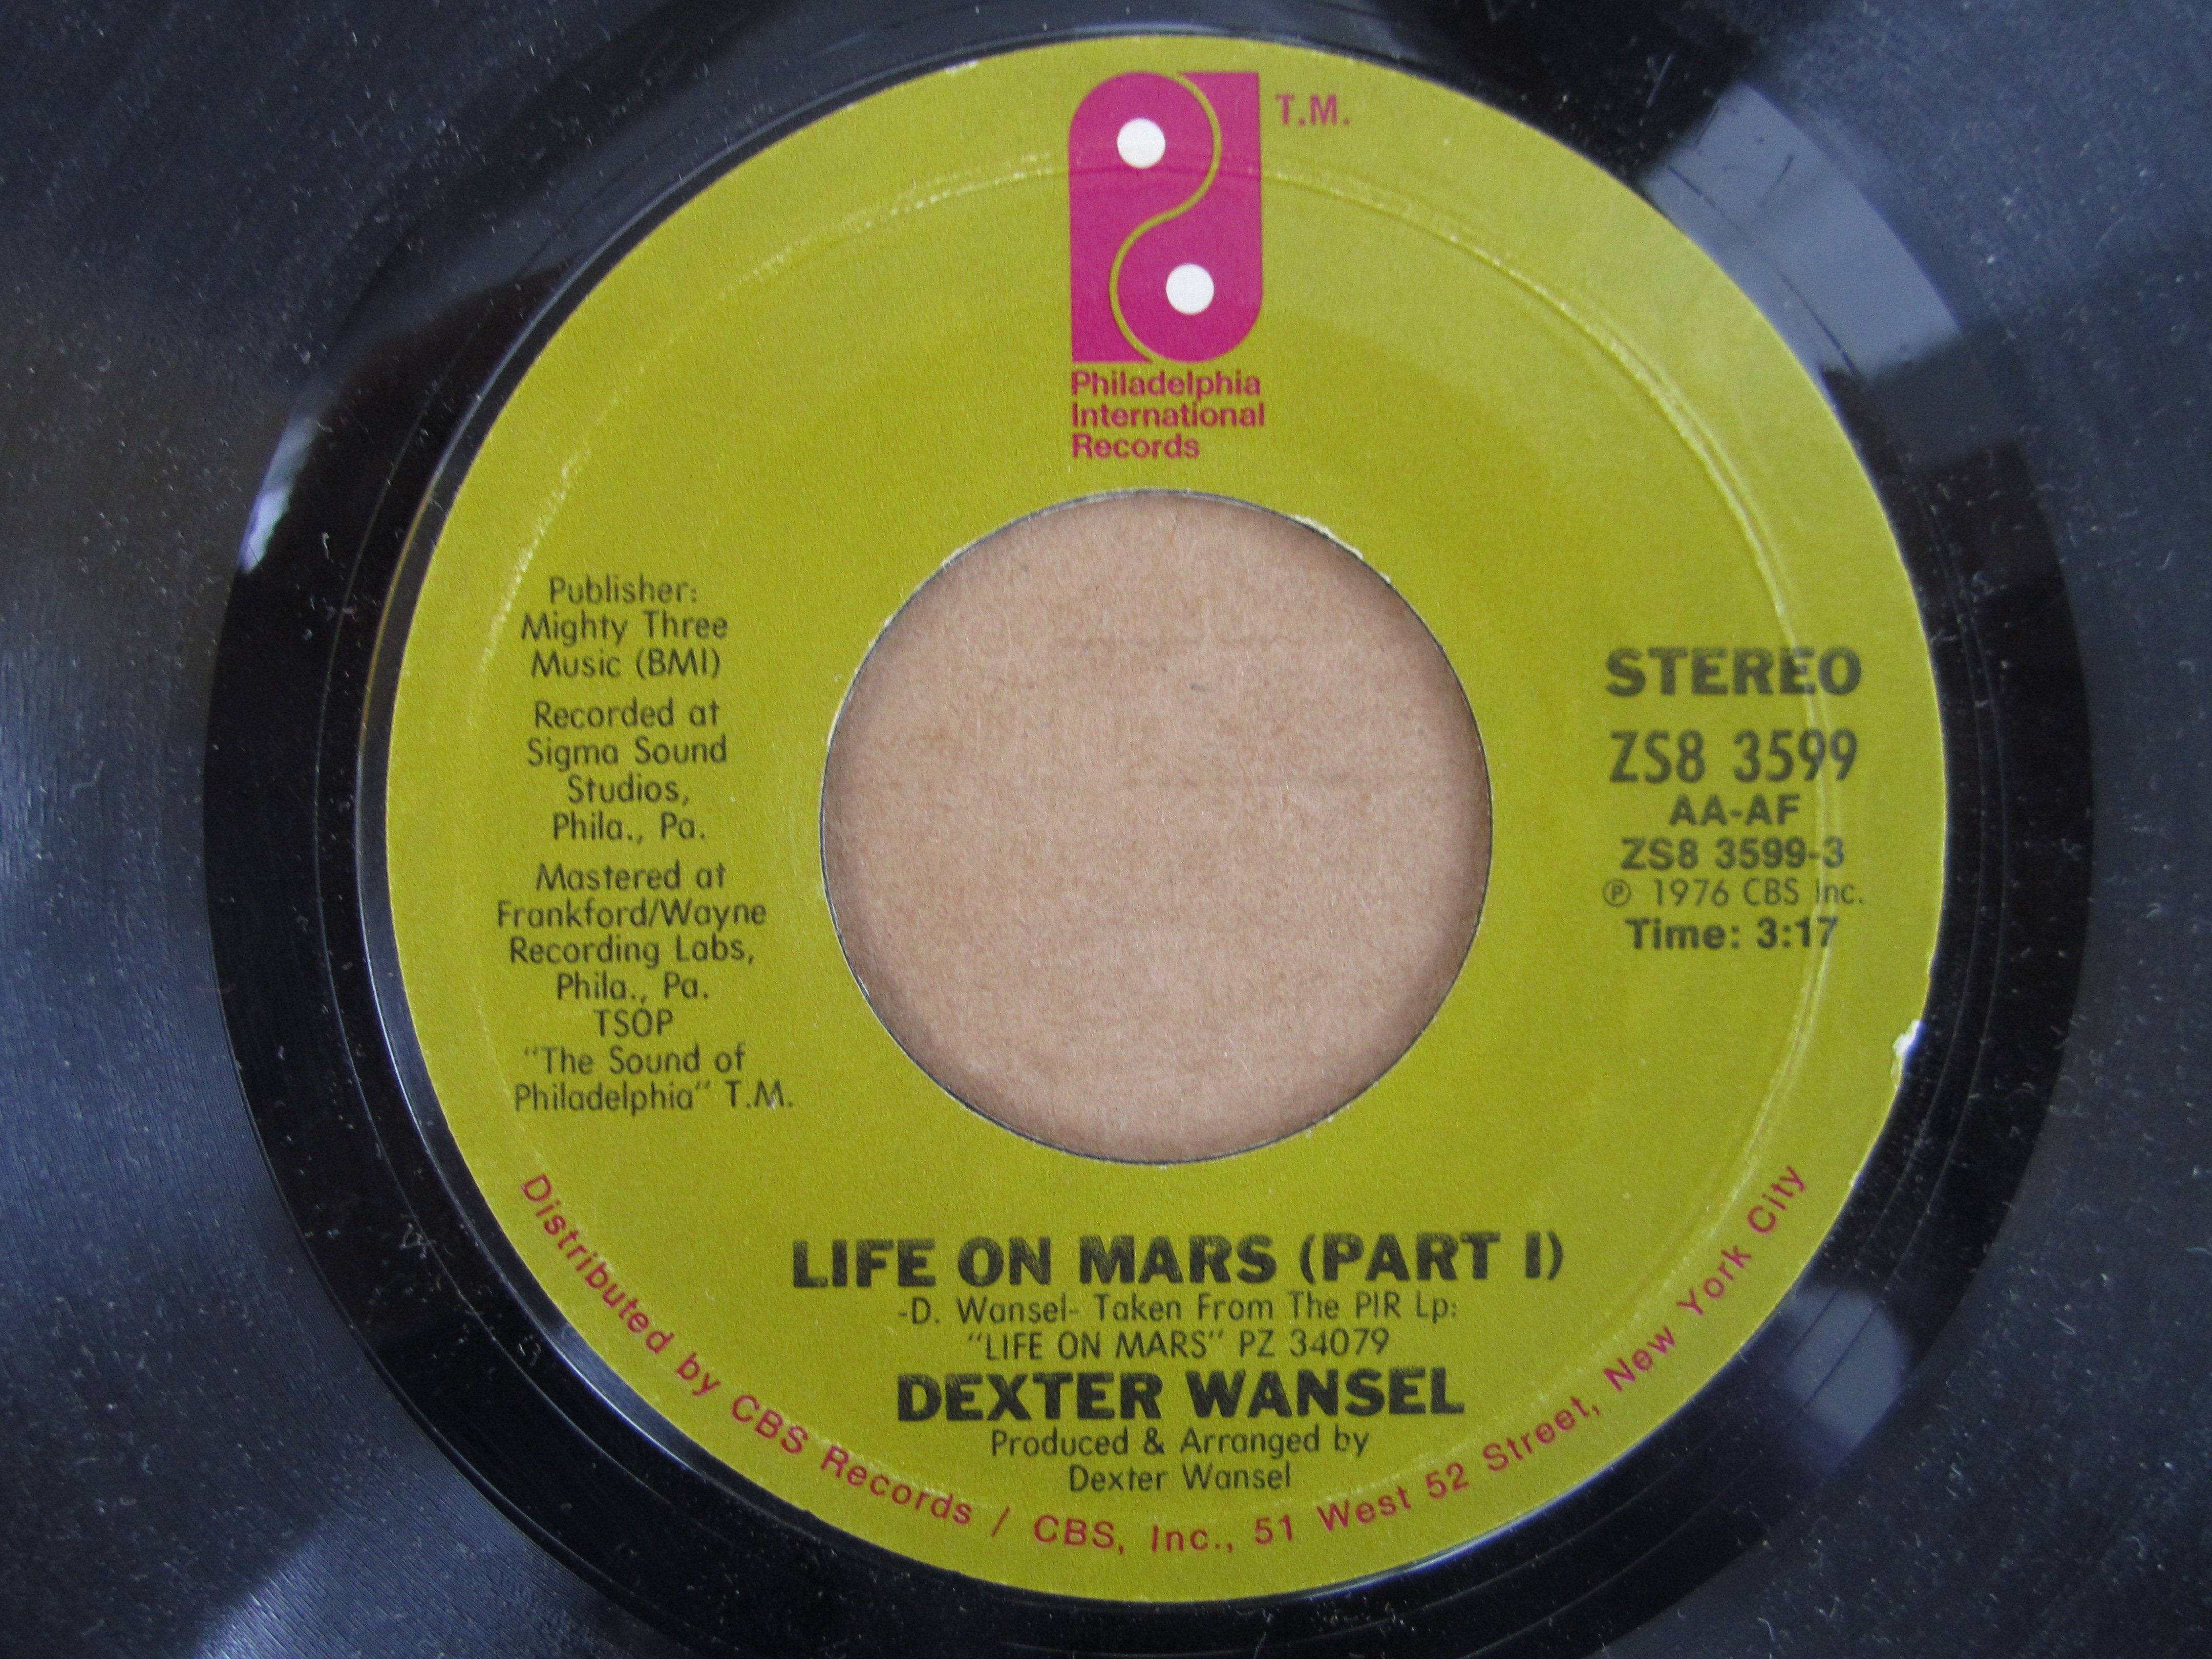 T.M.
Philadelphia
International
Records
Publisher:
Mighty Three
Music (BMI)
Recorded at
Sigma Sound
Studios,
Phila., Pa.
Mastered at
Frankford/Wayne
Recording Labs,
Phila., Pa.
TSOP
"The Sound of
Philadelphia" T.M.
STEREO
ZS8 3599
AA-AF
ZS8 3599-3
℗ 1976 CBS Inc.
Time: 3:17
LIFE ON MARS (PART I)
-D. Wansel- Taken From The PIR Lp:
"LIFE ON MARS" PZ 34079
DEXTER WANSEL
Produced & Arranged by
Dexter Wansel
Distributed by CBS Records / CBS, Inc., 51 West 52 Street, New York City